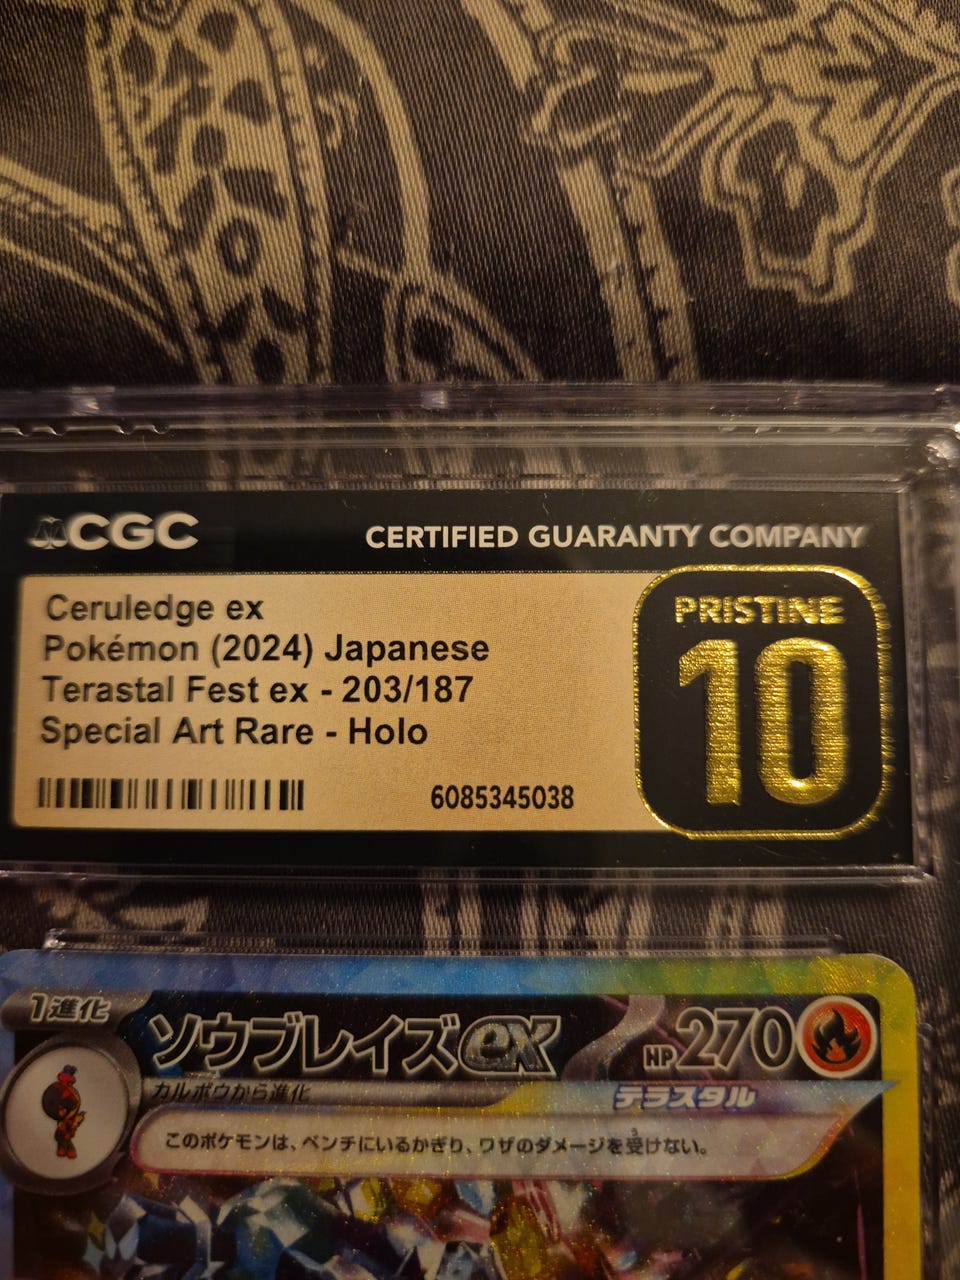 CGC
CERTIFIED GUARANTY COMPANY
Ceruledge ex
Pokémon (2024) Japanese
Terastal Fest ex - 203/187
Special Art Rare - Holo
6085345038
PRISTINE
10
1進化
ソウブレイズex
HP270
カルボウから進化
テラスタル
このポケモンは、ベンチにいるかぎり、ワザのダメージを受けない。